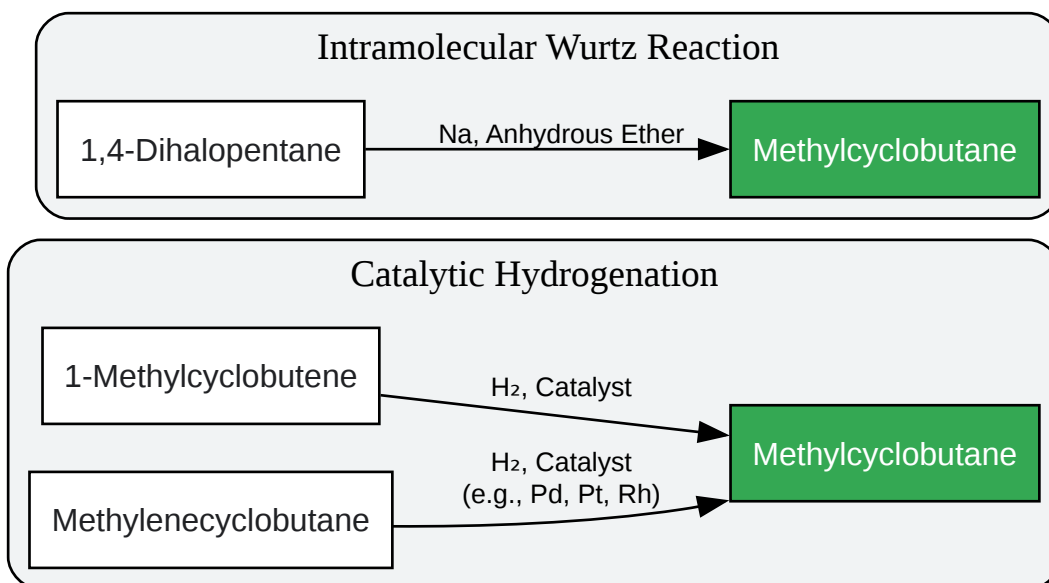 Intramolecular Wurtz Reaction
1,4-Dihalopentane
Na, Anhydrous Ether
Methylcyclobutane
Catalytic Hydrogenation
1-Methylcyclobutene
H₂, Catalyst
Methylcyclobutane
H₂, Catalyst
(e.g., Pd, Pt, Rh)
Methylenecyclobutane